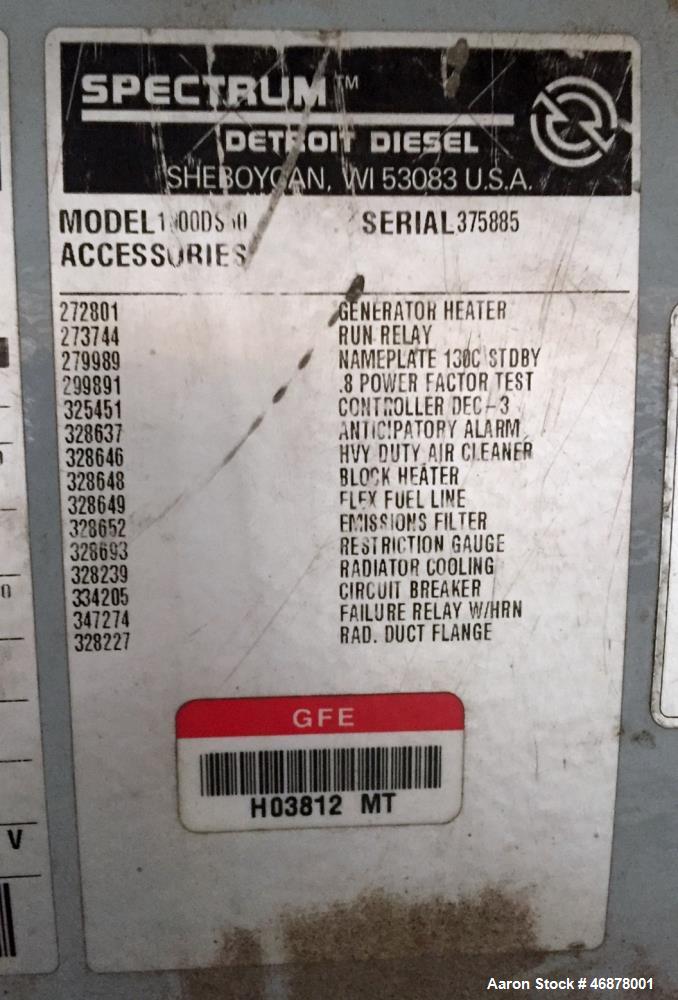 SPECTRUM™
DETROIT DIESEL
SHEBOYGAN, WI 53083 U.S.A.
MODEL SERIAL 375885
ACCESSORIES
272801 GENERATOR HEATER
273744 RUN RELAY
279989 NAMEPLATE 130C STDBY
299891 .8 POWER FACTOR TEST
325451 CONTROLLER DEC-3
328637 ANTICIPATORY ALARM
328646 HVY DUTY AIR CLEANER
328648 BLOCK HEATER
328649 FLEX FUEL LINE
328652 EMISSIONS FILTER
328693 RESTRICTION GAUGE
328239 RADIATOR COOLING
334205 CIRCUIT BREAKER
347274 FAILURE RELAY W/HRN
328227 RAD. DUCT FLANGE
GFE
H03812 MT
V
Aaron Stock # 46878001